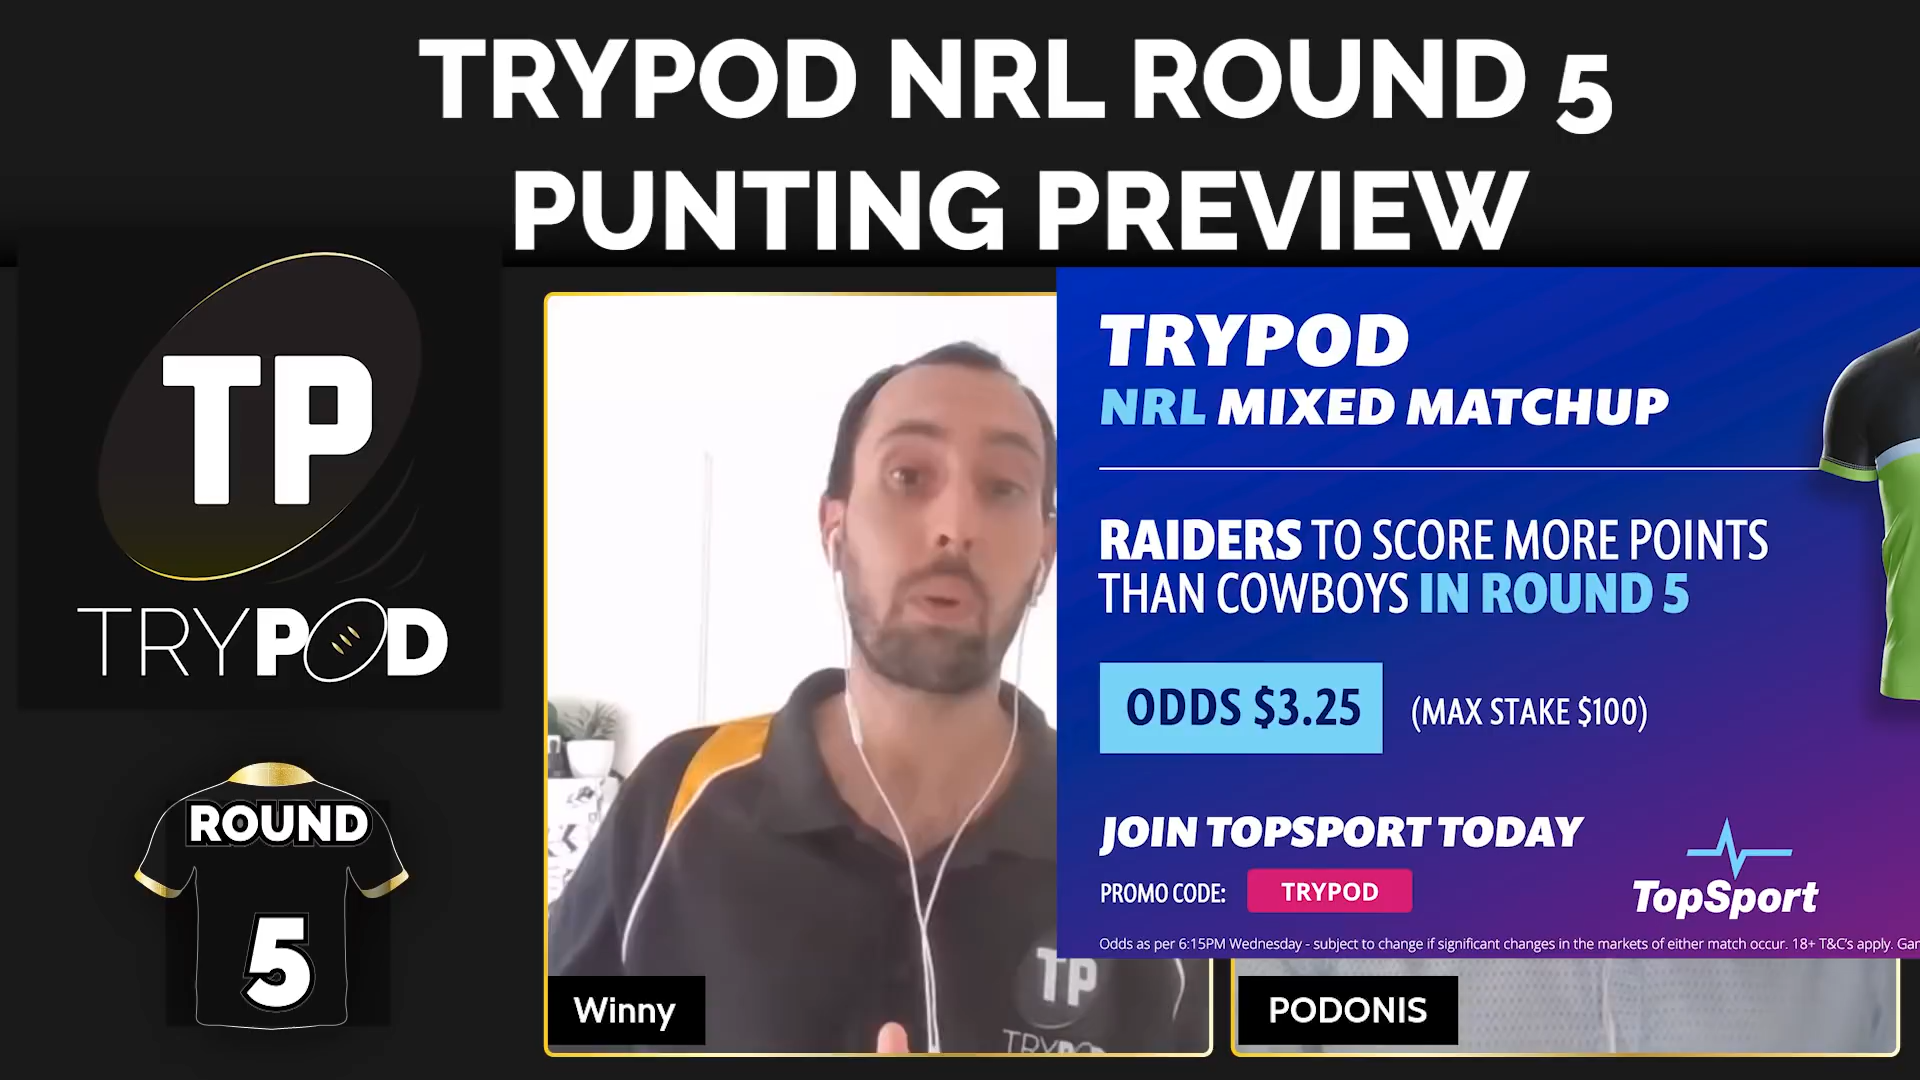 TRYPOD NRL ROUND 5
PUNTING PREVIEW
TP
TRYPOD
ROUND
5
TRYPOD
NRL MIXED MATCHUP
RAIDERS TO SCORE MORE POINTS
THAN COWBOYS IN ROUND 5
ODDS $3.25 (MAX STAKE $100)
JOIN TOPSPORT TODAY
PROMO CODE: TRYPOD
TopSport
Odds as per 6:15PM Wednesday - subject to change if significant changes in the markets of either match occur. 18+ T&C's apply.
TP
TRYPOD
Winny
PODONIS